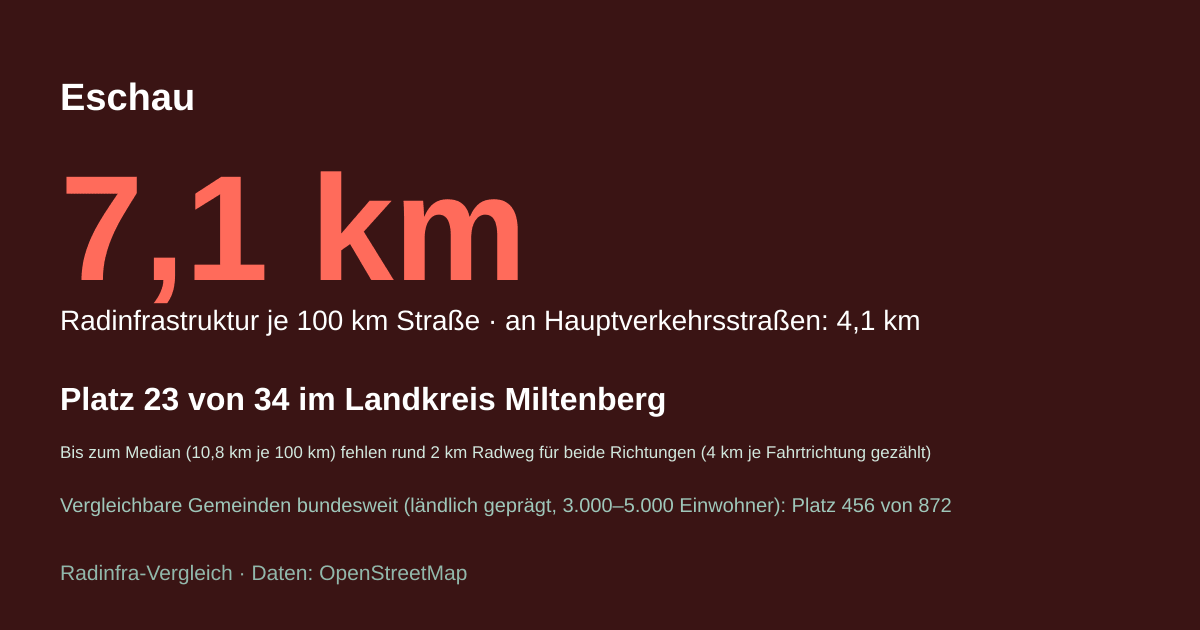 Eschau
7,1 km
Radinfrastruktur je 100 km Straße · an Hauptverkehrsstraßen: 4,1 km
Platz 23 von 34 im Landkreis Miltenberg
Bis zum Median (10,8 km je 100 km) fehlen rund 2 km Radweg für beide Richtungen (4 km je Fahrtrichtung gezählt)
Vergleichbare Gemeinden bundesweit (ländlich geprägt, 3.000–5.000 Einwohner): Platz 456 von 872
Radinfra-Vergleich · Daten: OpenStreetMap